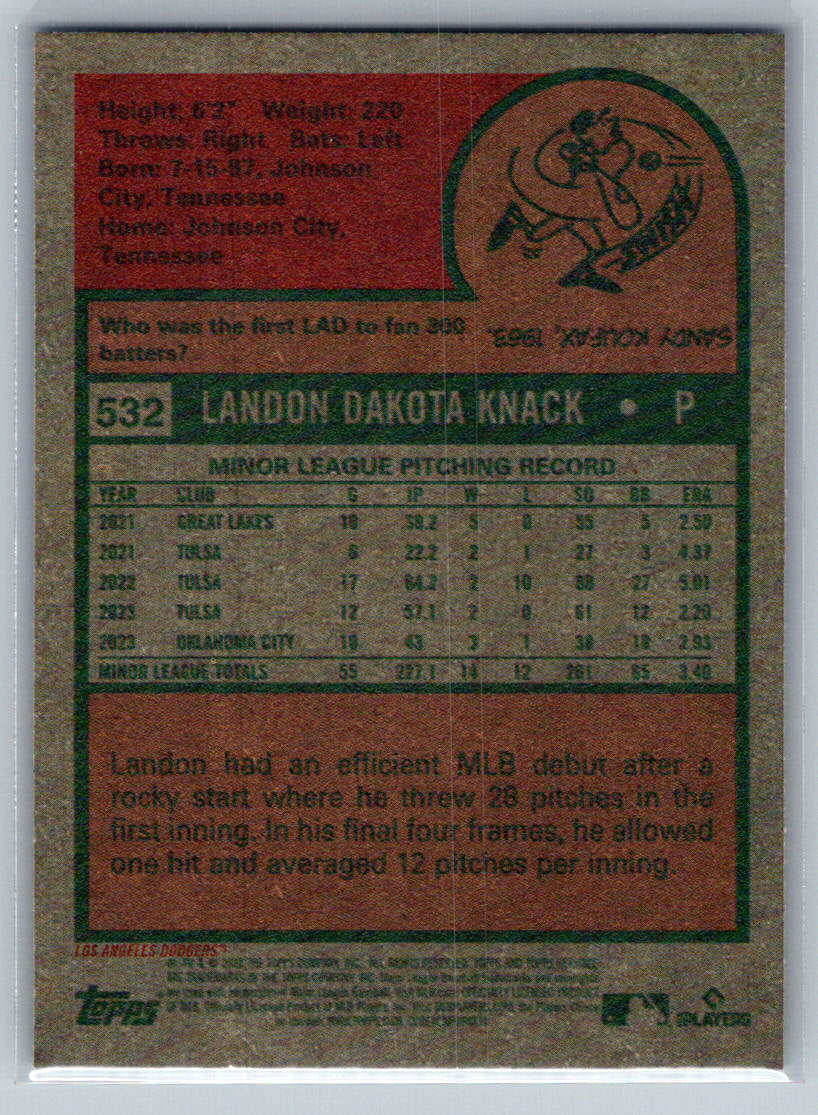 Height: 6'2" Weight: 220
Throws: Right Bats: Left
Born: 7-15-97, Johnson
City, Tennessee
Home: Johnson City,
Tennessee
Who was the first LAD to fan 300
batters?
SANDY KOUFAX, 1963.
532 LANDON DAKOTA KNACK • P
MINOR LEAGUE PITCHING RECORD
YEAR CLUB G IP W L SO BB ERA
2021 GREAT LAKES 10 39.2 5 0 55 5 2.50
2021 TULSA 6 22.2 2 1 27 3 4.37
2022 TULSA 17 64.2 2 10 80 27 5.01
2023 TULSA 12 57.1 2 0 61 12 2.20
2023 OKLAHOMA CITY 10 43 3 1 38 18 2.93
MINOR LEAGUE TOTALS 55 227.1 14 12 261 65 3.40
Landon had an efficient MLB debut after a
rocky start where he threw 28 pitches in the
first inning. In his final four frames, he allowed
one hit and averaged 12 pitches per inning.
LOS ANGELES DODGERS
Topps
PLAYERS